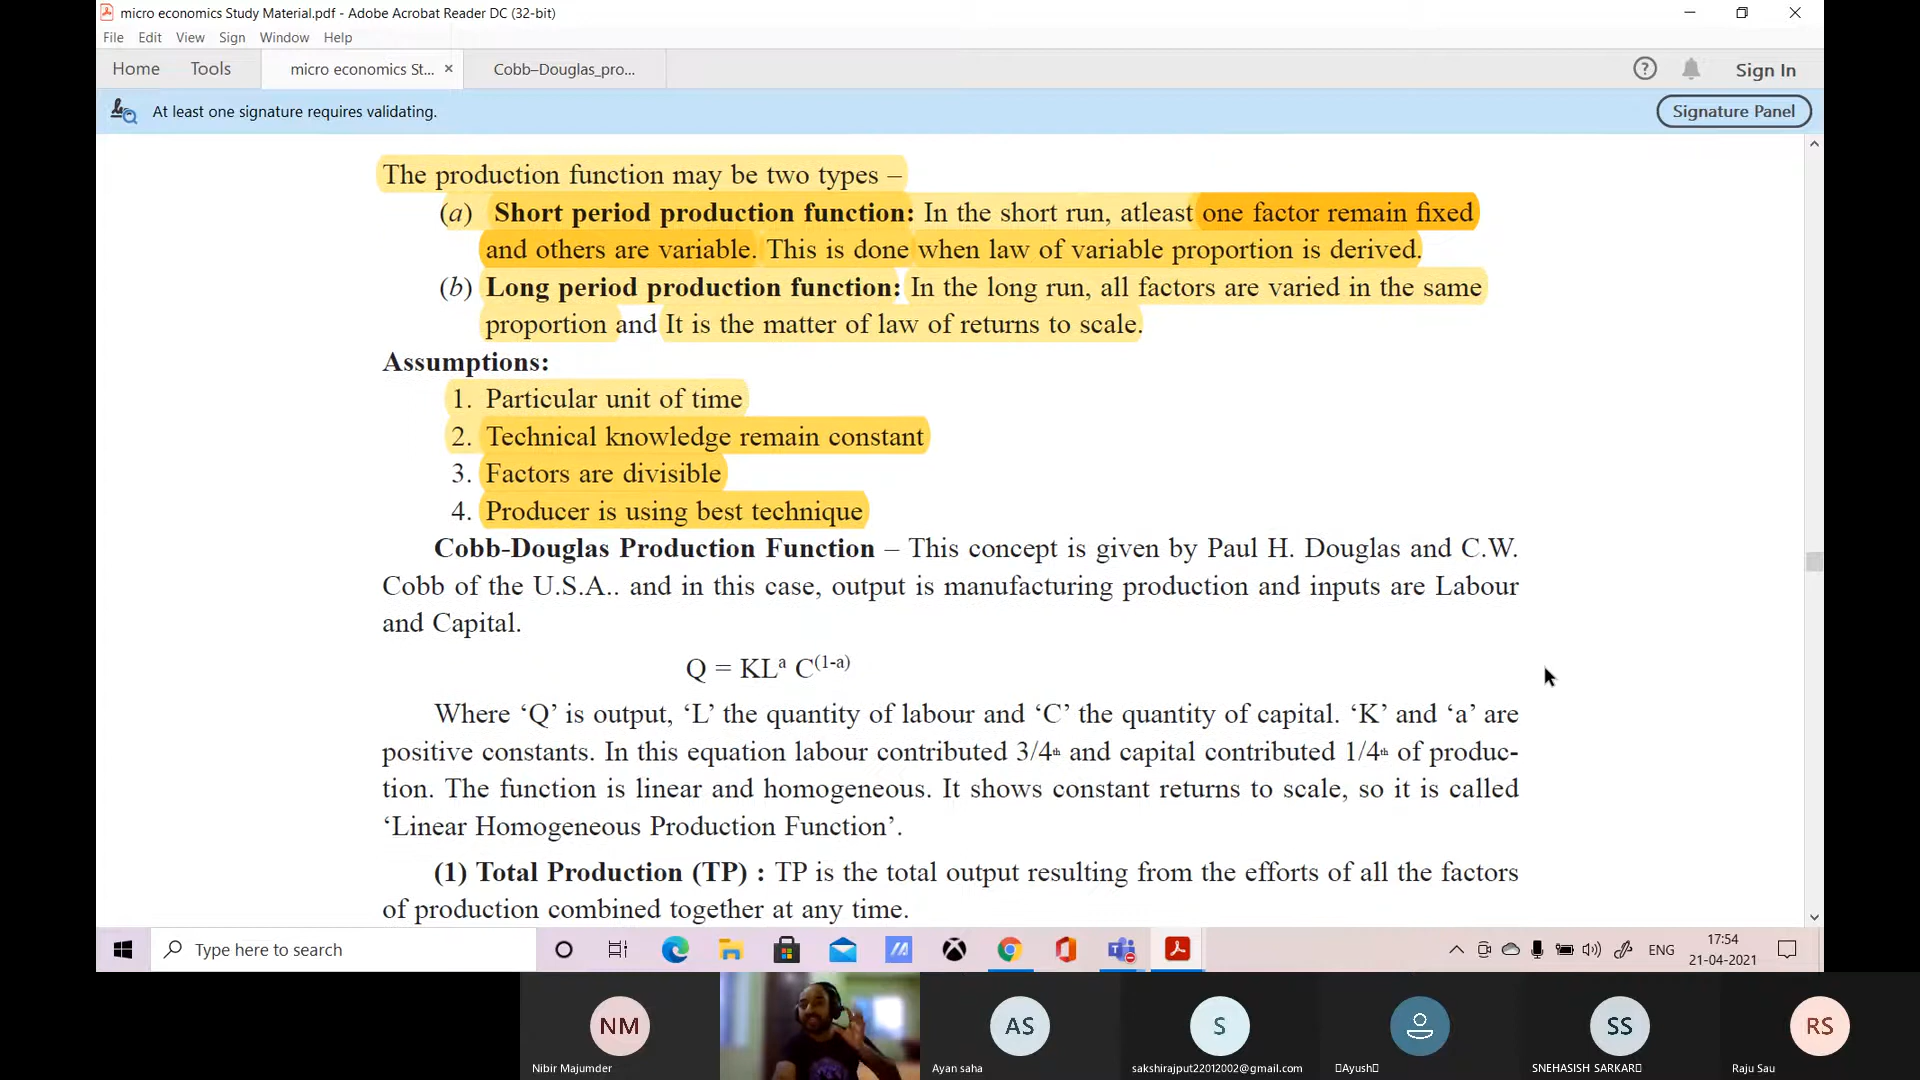 micro economics Study Material.pdf - Adobe Acrobat Reader DC (32-bit)
File Edit View Sign Window Help
Home Tools micro economics St... × Cobb–Douglas_pro... Sign In
At least one signature requires validating. Signature Panel
The production function may be two types –
(a) Short period production function: In the short run, atleast one factor remain fixed
and others are variable. This is done when law of variable proportion is derived.
(b) Long period production function: In the long run, all factors are varied in the same
proportion and It is the matter of law of returns to scale.
Assumptions:
1. Particular unit of time
2. Technical knowledge remain constant
3. Factors are divisible
4. Producer is using best technique
Cobb-Douglas Production Function – This concept is given by Paul H. Douglas and C.W.
Cobb of the U.S.A.. and in this case, output is manufacturing production and inputs are Labour
and Capital.
Q = KLᵃ C⁽¹⁻ᵃ⁾
Where ‘Q’ is output, ‘L’ the quantity of labour and ‘C’ the quantity of capital. ‘K’ and ‘a’ are
positive constants. In this equation labour contributed 3/4th and capital contributed 1/4th of produc-
tion. The function is linear and homogeneous. It shows constant returns to scale, so it is called
‘Linear Homogeneous Production Function’.
(1) Total Production (TP) : TP is the total output resulting from the efforts of all the factors
of production combined together at any time.
Type here to search ENG 17:54
21-04-2021
NM AS S SS RS
Nibir Majumder Ayan saha sakshirajput22012002@gmail.com Ayush SNEHASISH SARKAR Raju Sau